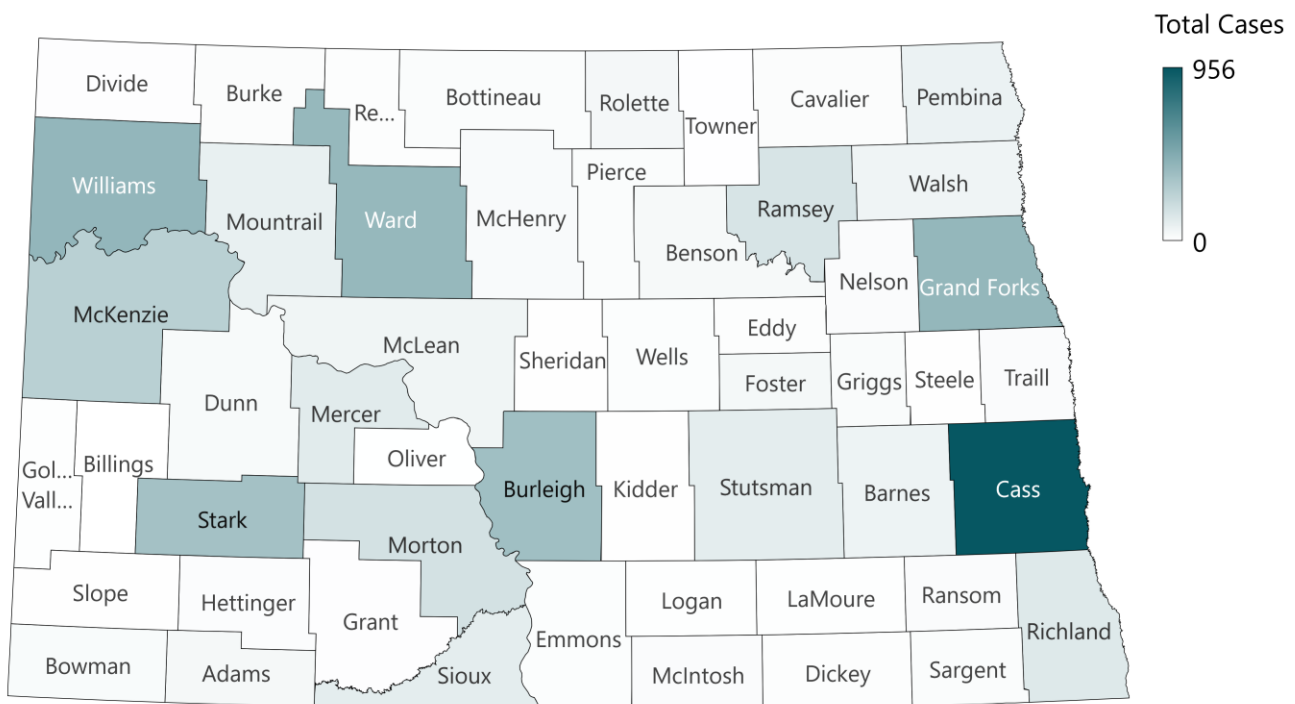 Total Cases
956
0
Divide
Burke
Re...
Bottineau
Rolette
Towner
Cavalier
Pembina
Williams
Mountrail
Ward
McHenry
Pierce
Benson
Ramsey
Walsh
Nelson
Grand Forks
McKenzie
McLean
Sheridan
Wells
Eddy
Foster
Griggs
Steele
Traill
Dunn
Mercer
Oliver
Gol...
Vall...
Billings
Stark
Morton
Burleigh
Kidder
Stutsman
Barnes
Cass
Slope
Hettinger
Grant
Emmons
Logan
LaMoure
Ransom
Richland
Bowman
Adams
Sioux
McIntosh
Dickey
Sargent